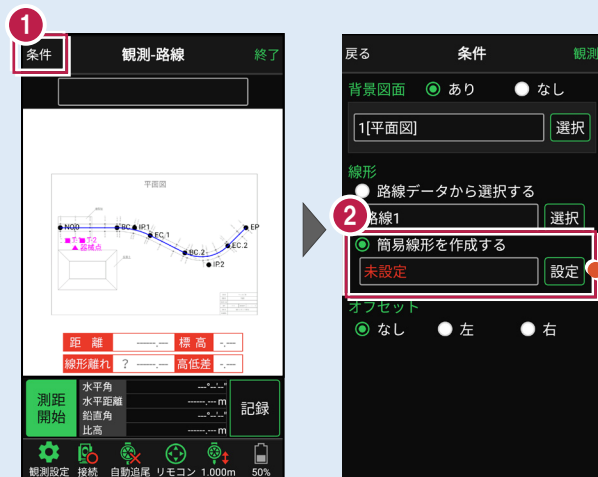 1
条件
観測-路線
終了
平面図
NO.0
BC.1
IP.1
EC.1
BC.2
IP.2
EC.2
EP
T-1
T-2
器械点
距 離
------.---
標 高
-.---
線形離れ
? ------.---
高低差
-.---
測距
開始
水平角
---°--'--"
水平距離
------.--- m
鉛直角
---°--'--"
比高
------.--- m
記録
観測設定
接続
自動追尾
リモコン
1.000m
50%
戻る
条件
観測
背景図面
あり
なし
1[平面図]
選択
線形
路線データから選択する
2
路線1
選択
簡易線形を作成する
未設定
設定
オフセット
なし
左
右